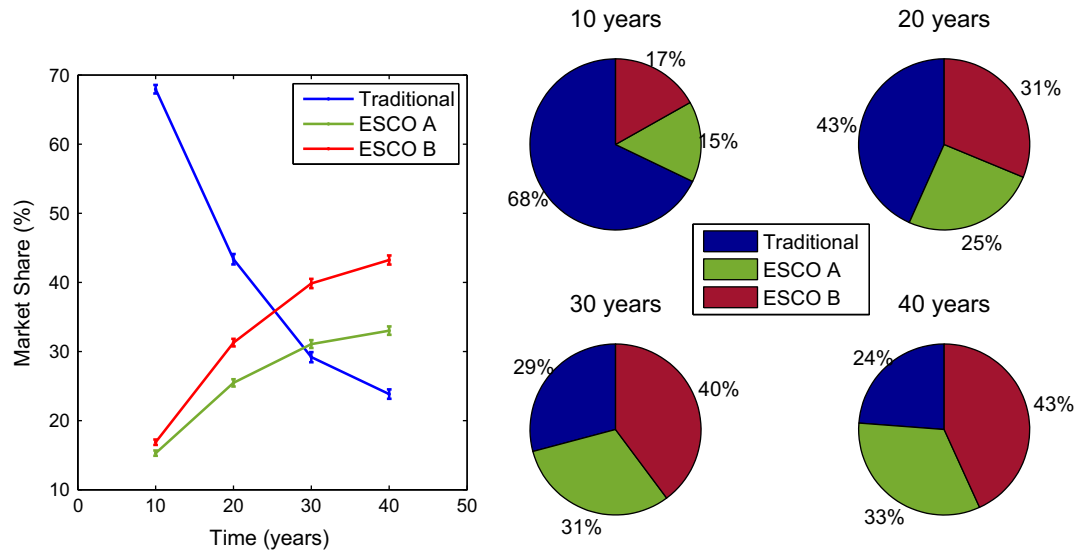 70
60
50
40
30
20
10
0
10
20
30
40
50
Market Share (%)
Time (years)
Traditional
ESCO A
ESCO B
10 years
17%
15%
68%
20 years
31%
43%
25%
Traditional
ESCO A
ESCO B
30 years
29%
40%
31%
40 years
24%
43%
33%